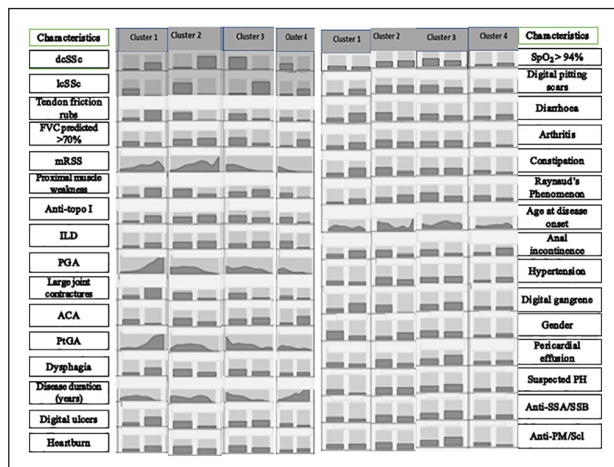 Characteristics
Cluster 1
Cluster 2
Cluster 3
Cluster 4
dcSSc
lcSSc
Tendon friction
rubs
FVC predicted
>70%
mRSS
Proximal muscle
weakness
Anti-topo I
ILD
PGA
Large joint
contractures
ACA
PtGA
Dysphagia
Disease duration
(years)
Digital ulcers
Heartburn
Cluster 1
Cluster 2
Cluster 3
Cluster 4
Characteristics
SpO₂ > 94%
Digital pitting
scars
Diarrhoea
Arthritis
Constipation
Raynaud's
Phenomenon
Age at disease
onset
Anal
incontinence
Hypertension
Digital gangrene
Gender
Pericardial
effusion
Suspected PH
Anti-SSA/SSB
Anti-PM/Scl